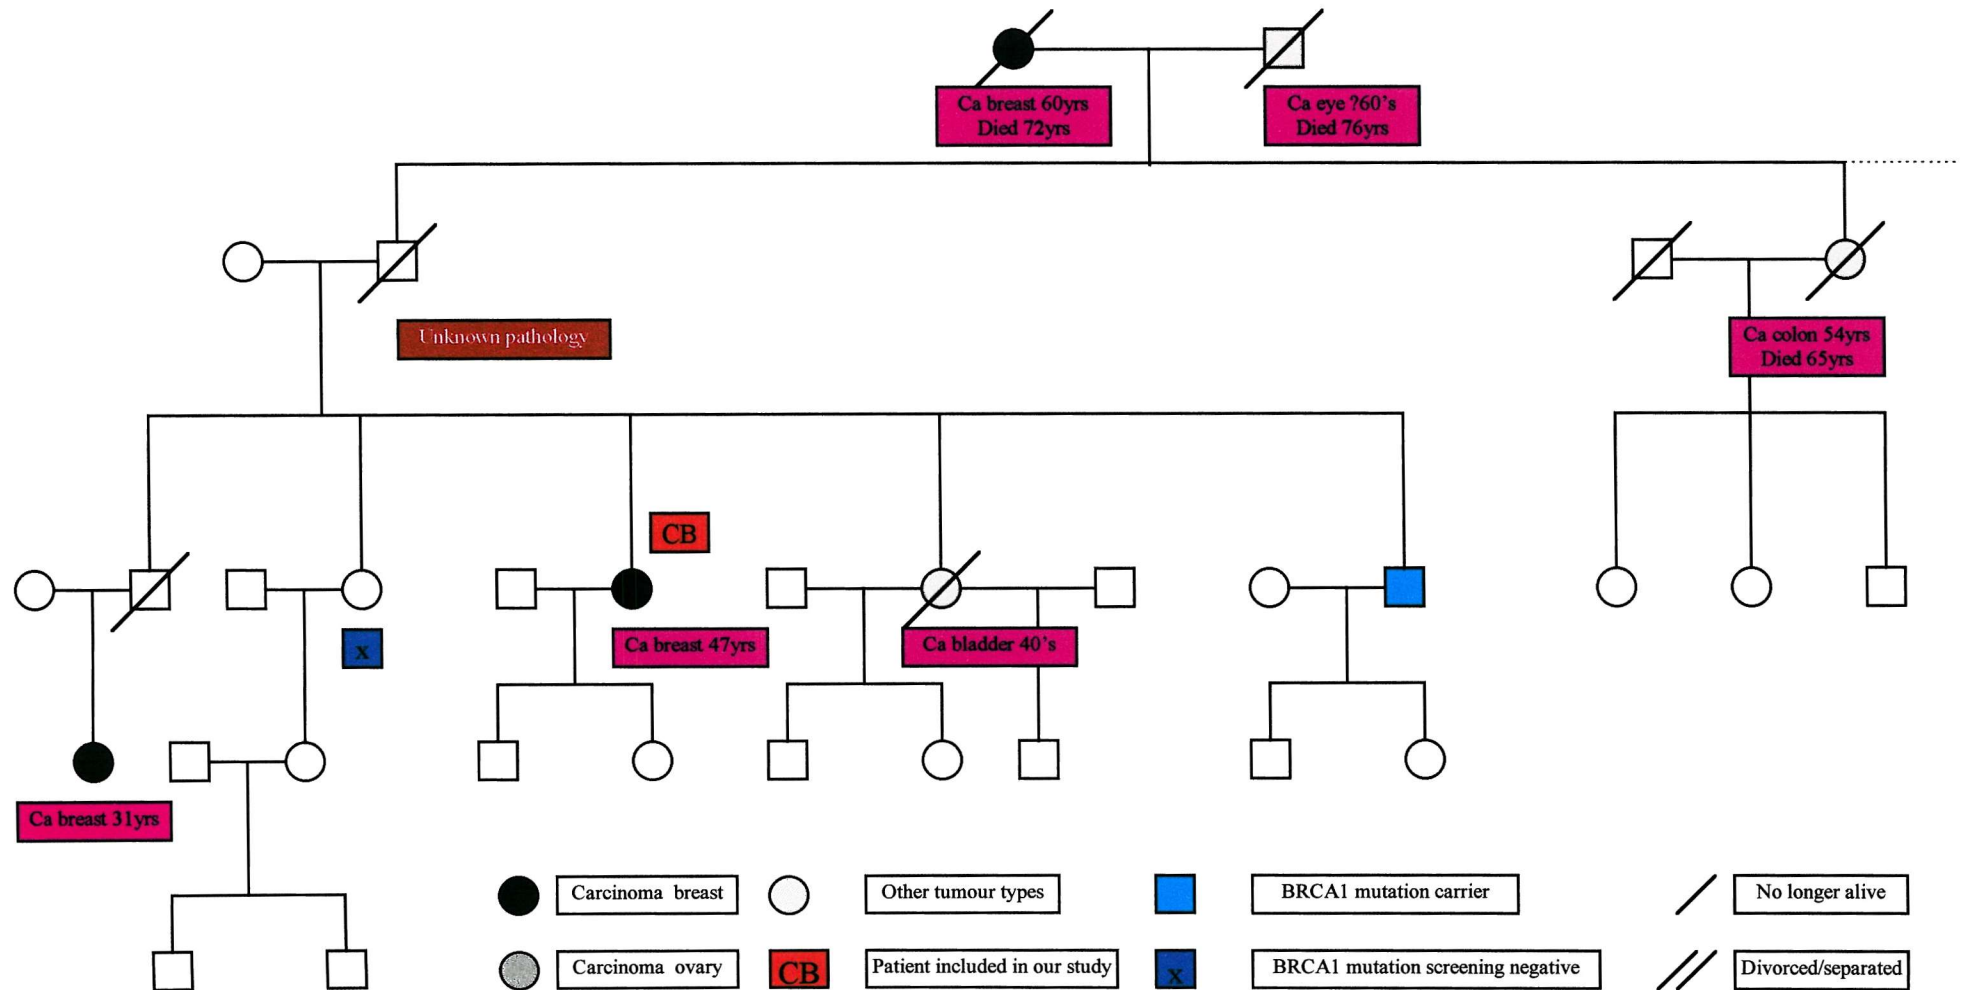 Ca breast 60yrs
Died 72yrs
Ca eye ?60's
Died 76yrs
Unknown pathology
Ca colon 54yrs
Died 65yrs
CB
x
Ca breast 47yrs
Ca bladder 40's
Ca breast 31yrs
Carcinoma breast
Other tumour types
BRCA1 mutation carrier
No longer alive
Carcinoma ovary
CB
Patient included in our study
x
BRCA1 mutation screening negative
Divorced/separated